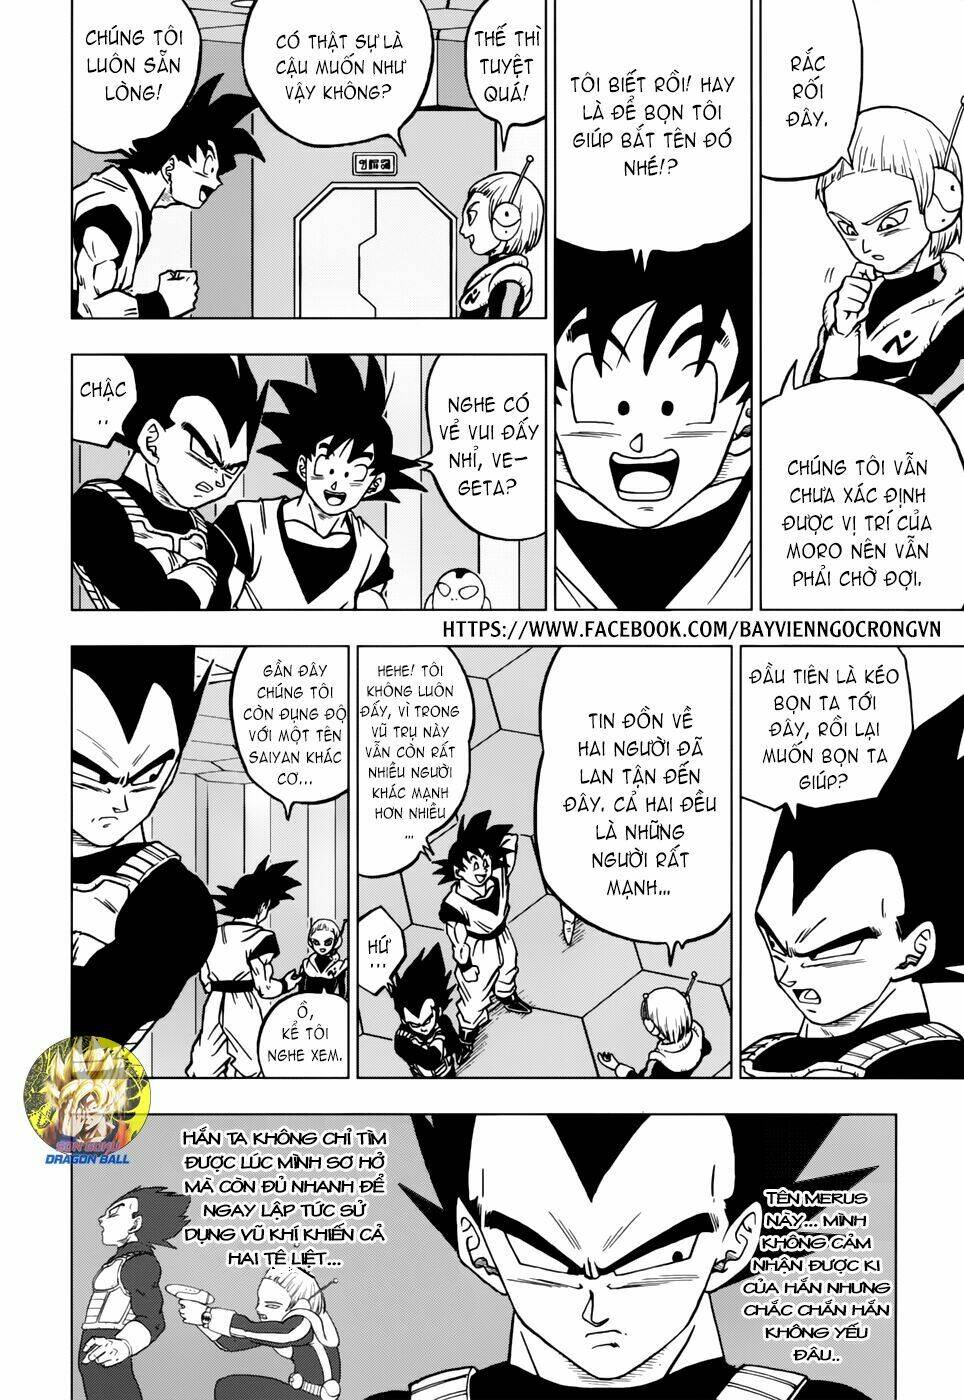 RẮC
RỐI
ĐÂY.
CHÚNG TÔI VẪN
CHƯA XÁC ĐỊNH
ĐƯỢC VỊ TRÍ CỦA
MORO NÊN VẪN
PHẢI CHỜ ĐỢI.
TÔI BIẾT RỒI! HAY
LÀ ĐỂ BỌN TÔI
GIÚP BẮT TÊN ĐÓ
NHÉ!?
THẾ THÌ
TUYỆT
QUÁ!
CÓ THẬT SỰ LÀ
CẬU MUỐN NHƯ
VẬY KHÔNG?
CHÚNG TÔI
LUÔN SẴN
LÒNG!
NGHE CÓ
VẺ VUI ĐẤY
NHỈ, VE-
GETA?
CHẬC
..
HTTPS://WWW.FACEBOOK.COM/BAYVIENNGOCRONGVN
ĐẦU TIÊN LÀ KÉO
BỌN TA TỚI
ĐÂY, RỒI LẠI
MUỐN BỌN TA
GIÚP?
TIN ĐỒN VỀ
HAI NGƯỜI ĐÃ
LAN TẬN ĐẾN
ĐÂY. CẢ HAI ĐỀU
LÀ NHỮNG
NGƯỜI RẤT
MẠNH...
HEHE! TÔI
KHÔNG LUÔN
ĐẤY, VÌ TRONG
VŨ TRỤ NÀY
VẪN CÒN RẤT
NHIỀU NGƯỜI
KHÁC MẠNH
HƠN NHIỀU
...
HỨ
...
GẦN ĐÂY
CHÚNG TÔI
CÒN ĐỤNG ĐỘ
VỚI MỘT TÊN
SAIYAN KHÁC
CƠ...
Ồ,
KỂ TÔI
NGHE XEM.
TÊN MERUS
NÀY... MÌNH
KHÔNG CẢM
NHẬN ĐƯỢC KI
CỦA HẮN NHƯNG
CHẮC CHẮN HẮN
KHÔNG YẾU
ĐÂU..
HẮN TA KHÔNG CHỈ TÌM
ĐƯỢC LÚC MÌNH SƠ HỞ
MÀ CÒN ĐỦ NHANH ĐỂ
NGAY LẬP TỨC SỬ
DỤNG VŨ KHÍ KHIẾN CẢ
HAI TÊ LIỆT...
SON GOKU
DRAGON BALL